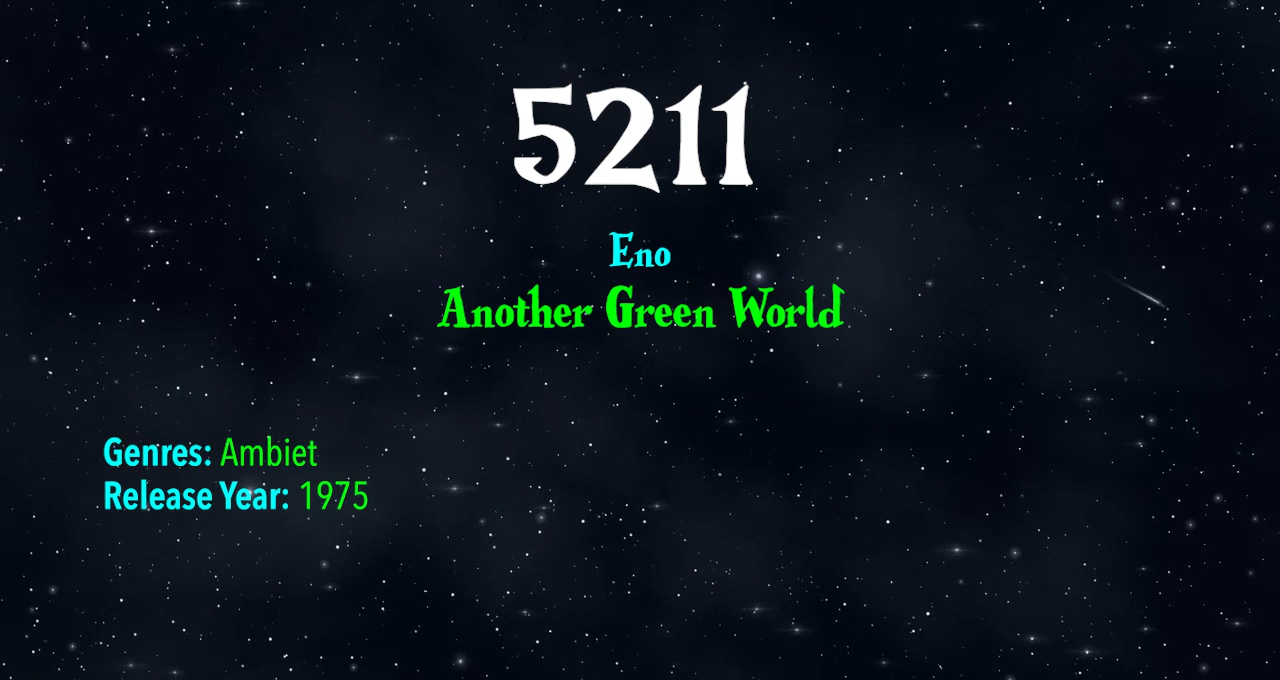 5211
Eno
Another Green World
Genres: Ambiet
Release Year: 1975